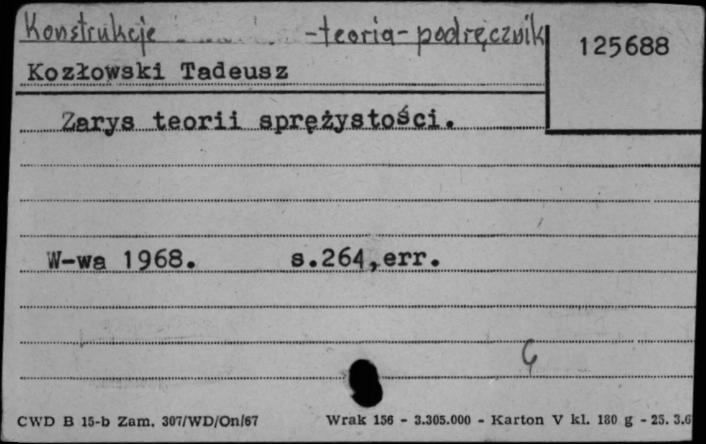 Konstrukcje -teoria-podręcznik
125688
Kozłowski Tadeusz
Zarys teorii sprężystości.
W-wa 1968. s.264,err.
CWD B 15-b Zam. 307/WD/On/67 Wrak 156 - 3.305.000 - Karton V kl. 180 g - 25. 3.6